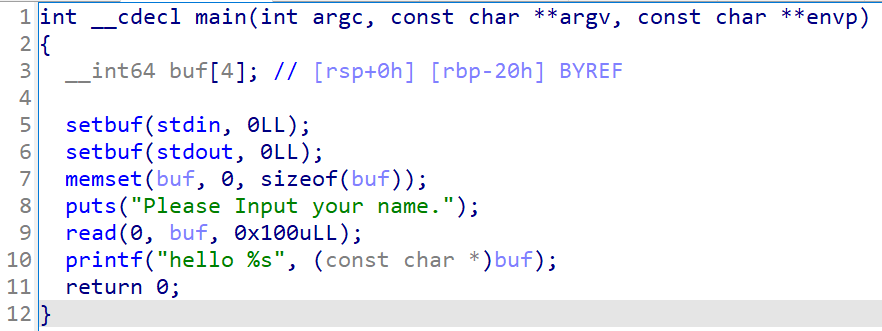 1 int __cdecl main(int argc, const char **argv, const char **envp)
2 {
3   __int64 buf[4]; // [rsp+0h] [rbp-20h] BYREF
4
5   setbuf(stdin, 0LL);
6   setbuf(stdout, 0LL);
7   memset(buf, 0, sizeof(buf));
8   puts("Please Input your name.");
9   read(0, buf, 0x100uLL);
10   printf("hello %s", (const char *)buf);
11   return 0;
12 }